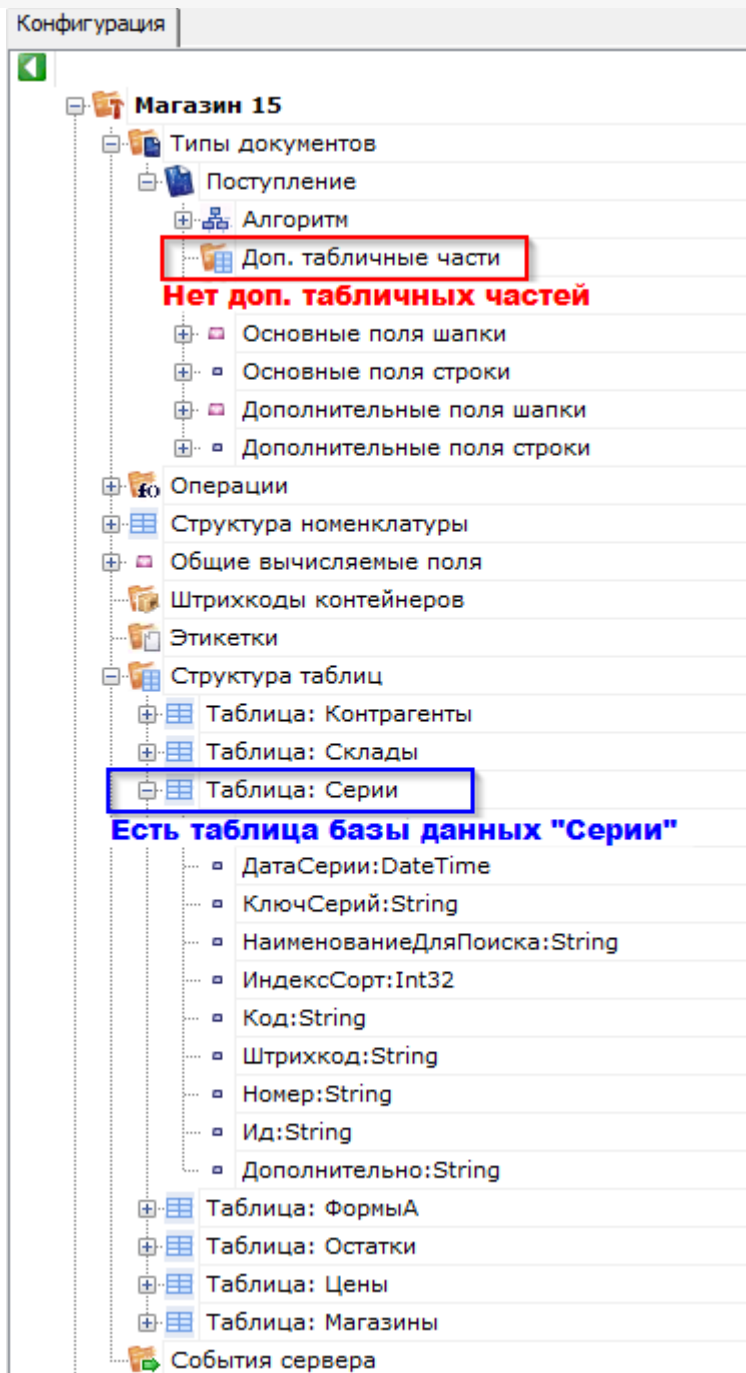 Конфигурация
Магазин 15
Типы документов
Поступление
Алгоритм
Доп. табличные части
Нет доп. табличных частей
Основные поля шапки
Основные поля строки
Дополнительные поля шапки
Дополнительные поля строки
Операции
Структура номенклатуры
Общие вычисляемые поля
Штрихкоды контейнеров
Этикетки
Структура таблиц
Таблица: Контрагенты
Таблица: Склады
Таблица: Серии
Есть таблица базы данных "Серии"
ДатаСерии:DateTime
КлючСерий:String
НаименованиеДляПоиска:String
ИндексСорт:Int32
Код:String
Штрихкод:String
Номер:String
Ид:String
Дополнительно:String
Таблица: ФормыА
Таблица: Остатки
Таблица: Цены
Таблица: Магазины
События сервера